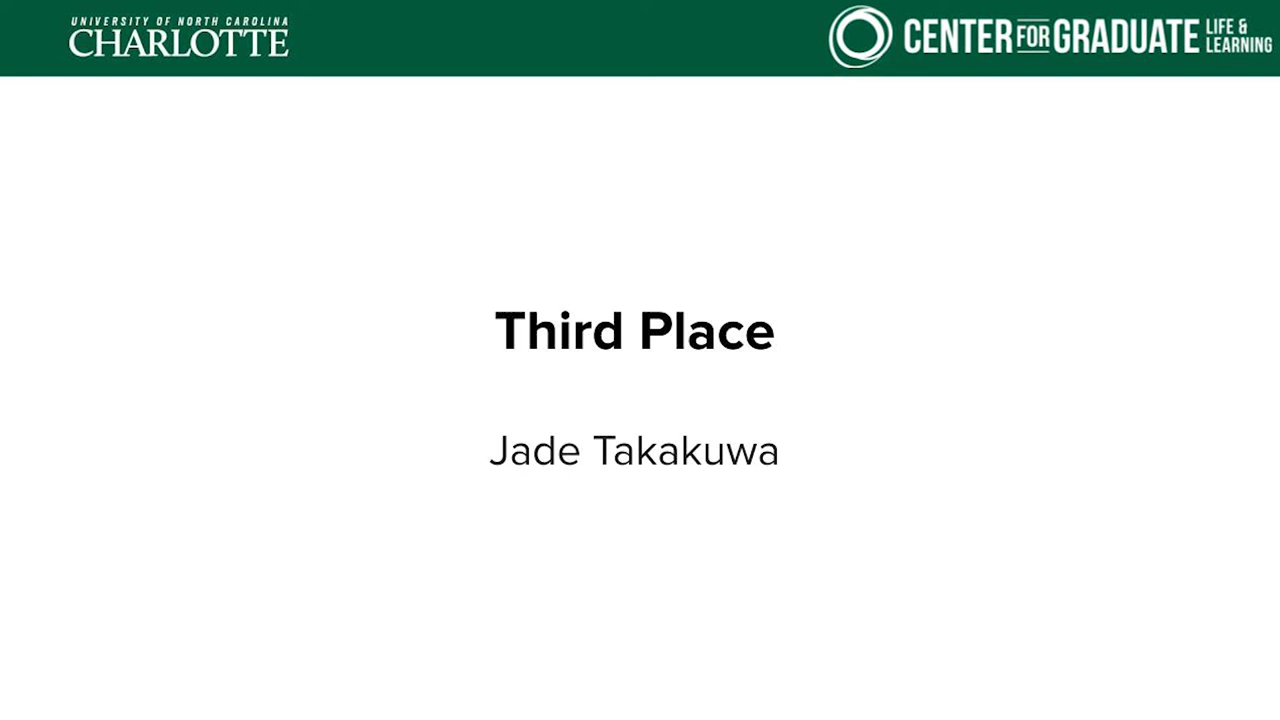 UNIVERSITY OF NORTH CAROLINA
CHARLOTTE
CENTER FOR GRADUATE LIFE & LEARNING
Third Place
Jade Takakuwa